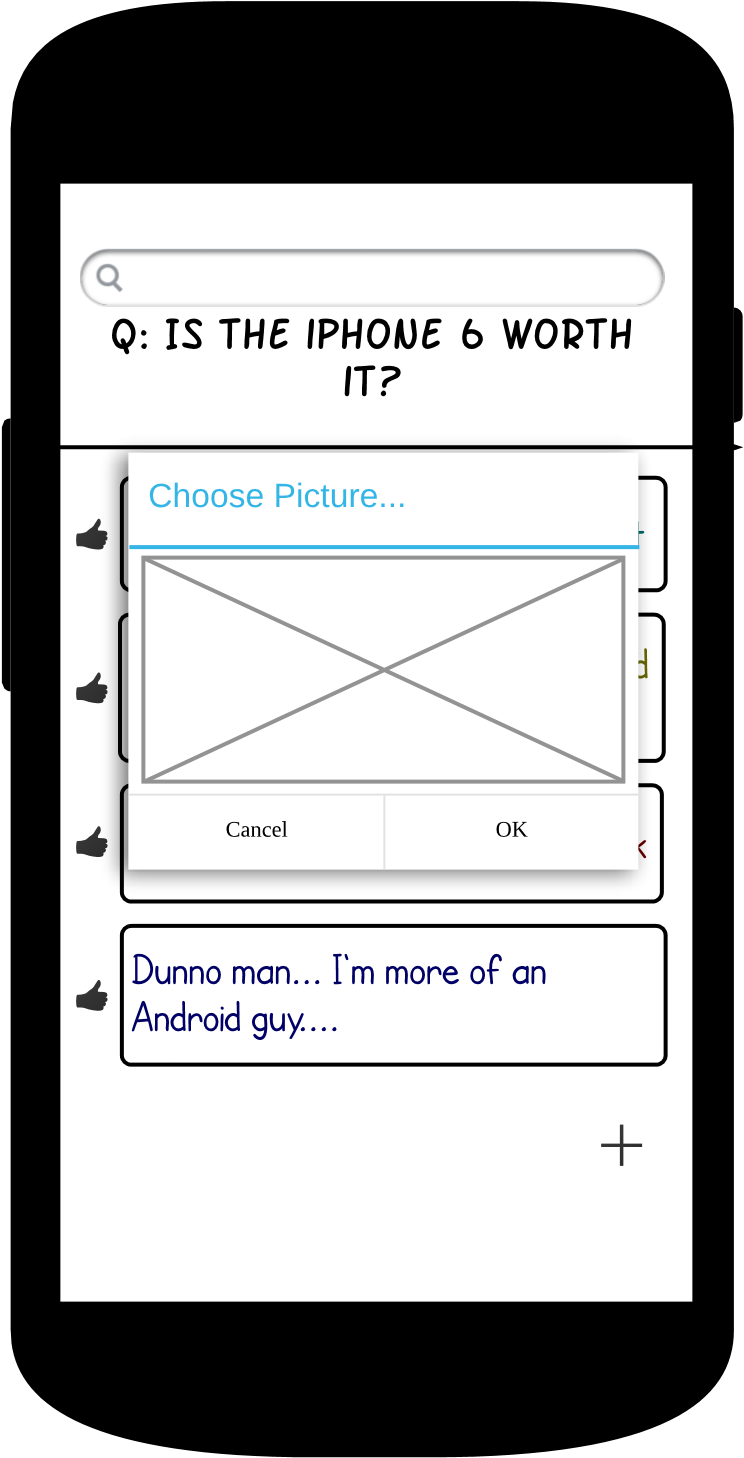 Q: IS THE IPHONE 6 WORTH
IT?
Choose Picture...
Cancel
OK
Dunno man... I'm more of an
Android guy....